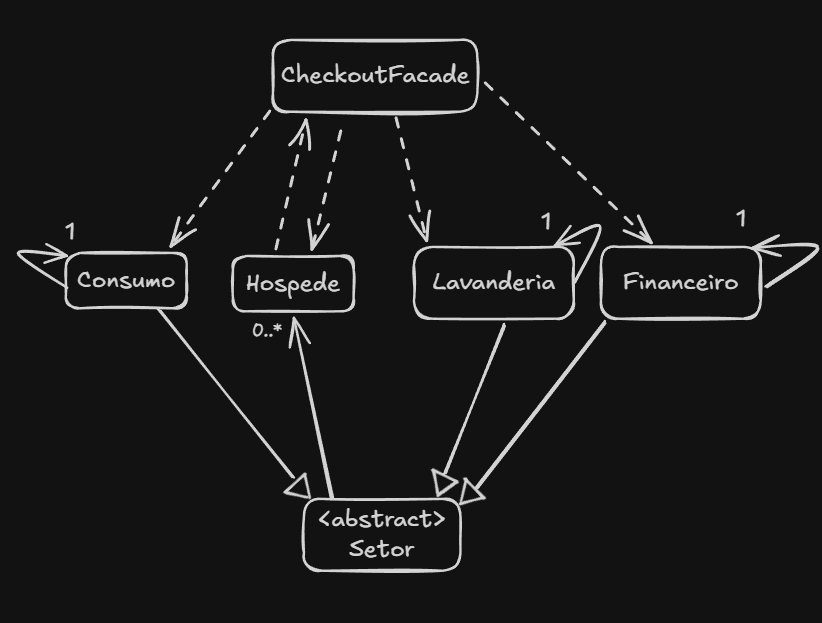 CheckoutFacade
1
1
1
Consumo
Hospede
Lavanderia
Financeiro
0..*
<abstract>
Setor